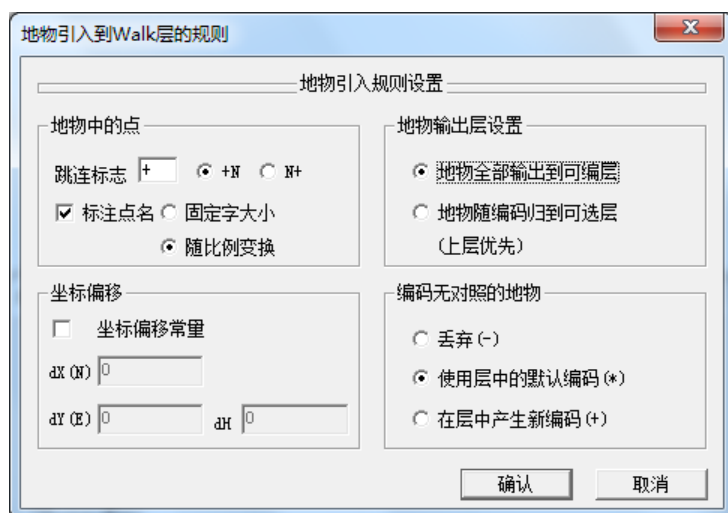 地物引入到Walk层的规则
地物引入规则设置
地物中的点
跳连标志 + +N N+
标注点名 固定字大小
随比例变换
地物输出层设置
地物全部输出到可编层
地物随编码归到可选层
(上层优先)
坐标偏移
坐标偏移常量
dX(N) 0
dY(E) 0 dH 0
编码无对照的地物
丢弃(-)
使用层中的默认编码(*)
在层中产生新编码(+)
确认 取消